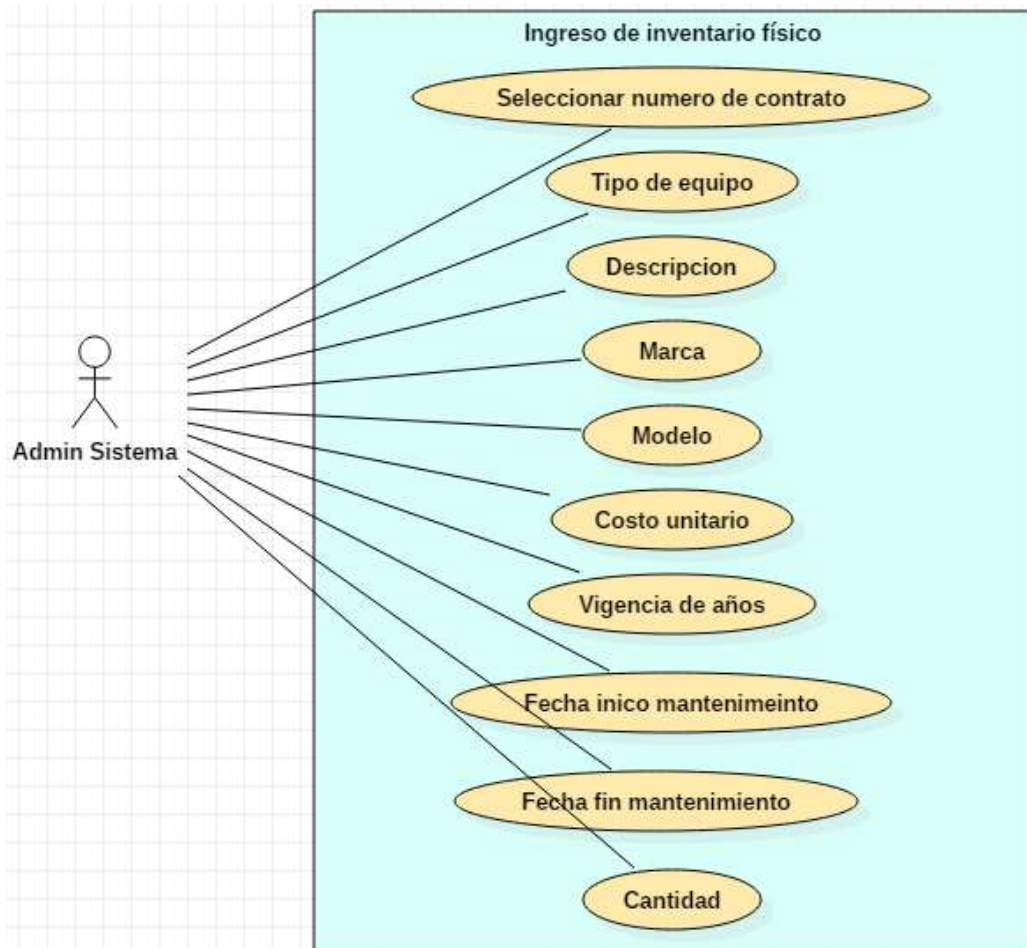 Ingreso de inventario físico
Seleccionar numero de contrato
Tipo de equipo
Descripcion
Marca
Modelo
Admin Sistema
Costo unitario
Vigencia de años
Fecha inico mantenimeinto
Fecha fin mantenimiento
Cantidad